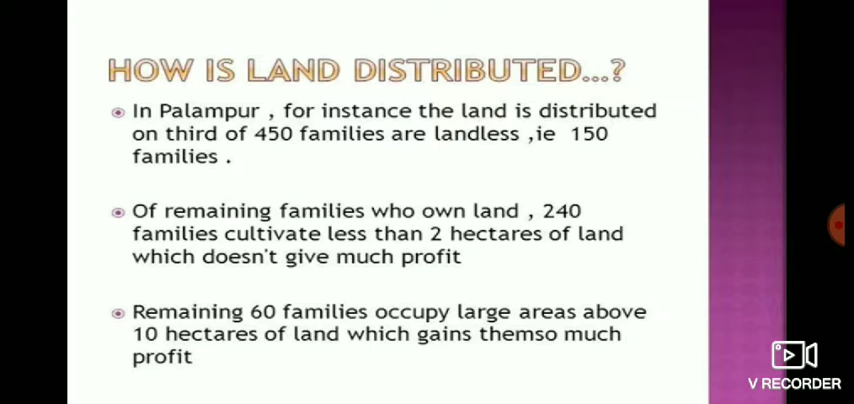 HOW IS LAND DISTRIBUTED...?
In Palampur , for instance the land is distributed
on third of 450 families are landless ,ie 150
families .
Of remaining families who own land , 240
families cultivate less than 2 hectares of land
which doesn't give much profit
Remaining 60 families occupy large areas above
10 hectares of land which gains themso much
profit
V RECORDER